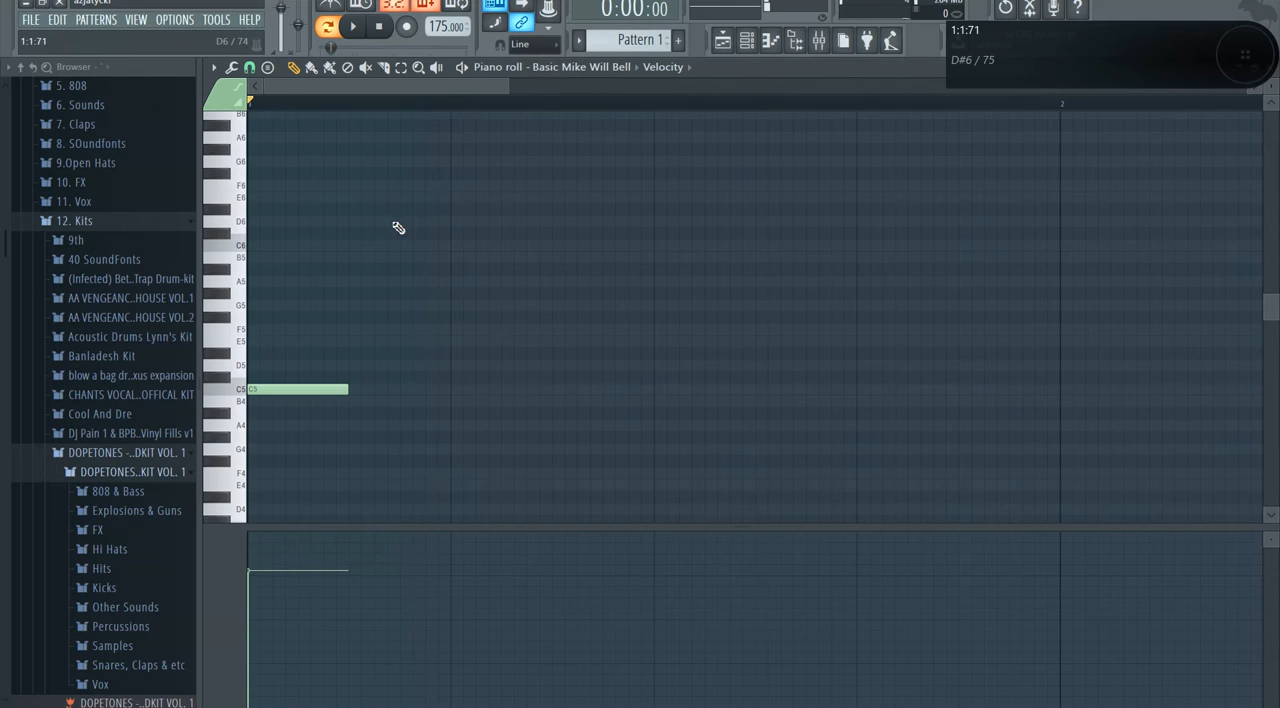 azjatycki
FILE EDIT PATTERNS VIEW OPTIONS TOOLS HELP
1:1:71 D6 / 74
3.2
175.000
0:00:00
Line
Pattern 1
264 MB
0
1:1:71
D#6 / 75
Browser -
Piano roll - Basic Mike Will Bell Velocity
2
5. 808
6. Sounds
7. Claps
8. SOundfonts
9.Open Hats
10. FX
11. Vox
12. Kits
9th
40 SoundFonts
(Infected) Bet..Trap Drum-kit
AA VENGEANC..HOUSE VOL.1
AA VENGEANC..HOUSE VOL.2
Acoustic Drums Lynn's Kit
Banladesh Kit
blow a bag dr..xus expansion
CHANTS VOCAL..OFFICAL KIT
Cool And Dre
DJ Pain 1 & BPB..Vinyl Fills v1
DOPETONES -..DKIT VOL. 1
DOPETONES..KIT VOL. 1
808 & Bass
Explosions & Guns
FX
Hi Hats
Hits
Kicks
Other Sounds
Percussions
Samples
Snares, Claps & etc
Vox
DOPETONES -..DKIT VOL. 1
B6
A6
G6
F6
E6
D6
C6
B5
A5
G5
F5
E5
D5
C5 C5
B4
A4
G4
F4
E4
D4